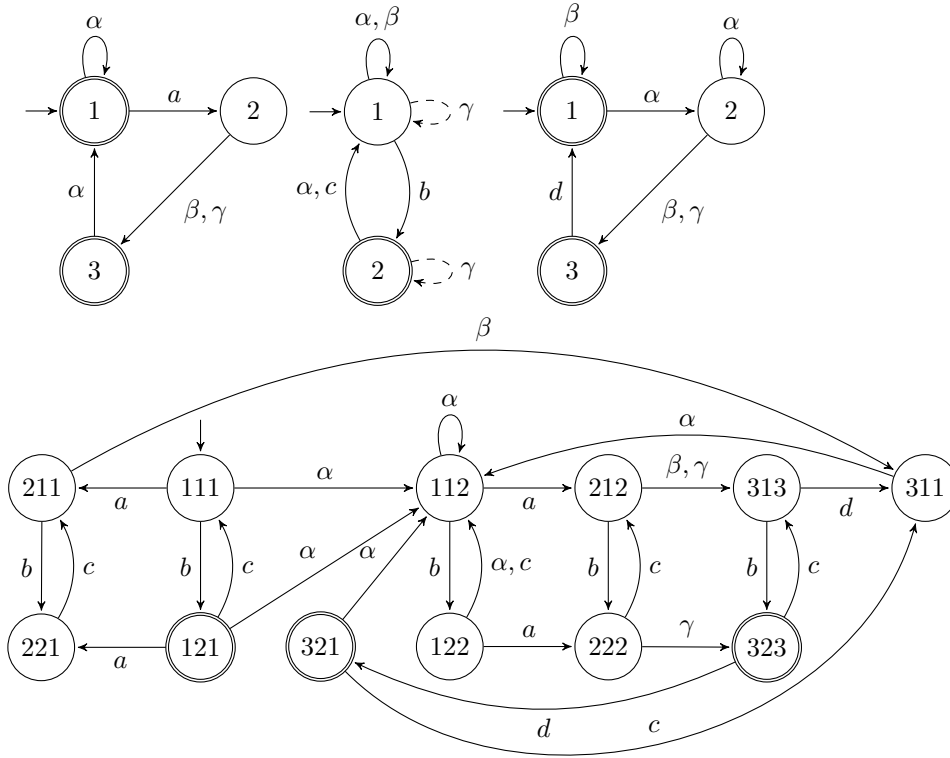 α α, β β α
1 a 2 1 γ 1 α 2
α β, γ α, c b d β, γ
3 2 γ 3
β
α α
211 a 111 α 112 a 212 β, γ 313 d 311
b c b c α α b α, c b c b c
221 a 121 321 122 a 222 γ 323
d c